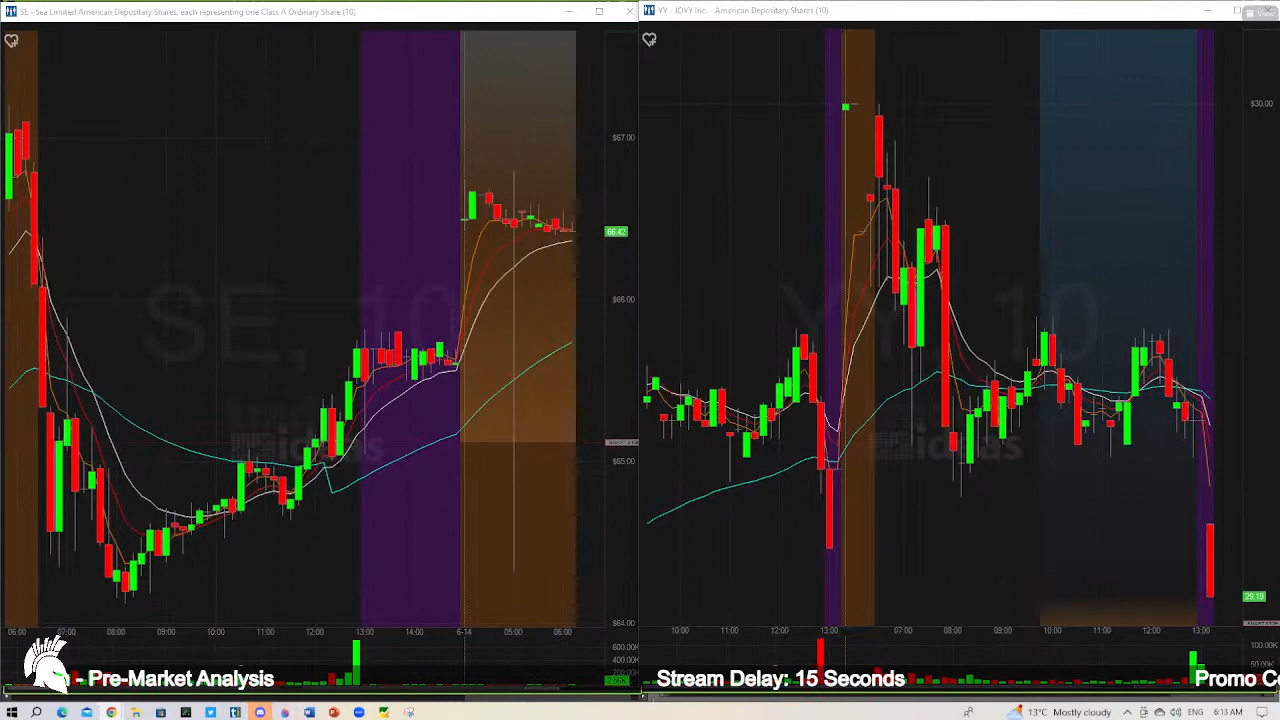 SE - Sea Limited American Depositary Shares, each representing one Class A Ordinary Share (10)
YY - JOYY Inc. - American Depositary Shares (10)
View
$67.00
66.42
$66.00
$65.00
$64.00
SE, 10
06:00 07:00 08:00 09:00 10:00 11:00 12:00 13:00 14:00 6-14 05:00 06:00
600.00K
400.00K
$30.00
29.19
YY, 10
10:00 11:00 12:00 13:00 07:00 08:00 09:00 10:00 11:00 12:00 13:00
100.00K
- Pre-Market Analysis
Stream Delay: 15 Seconds
Promo Co
13°C Mostly cloudy
ENG
6:13 AM